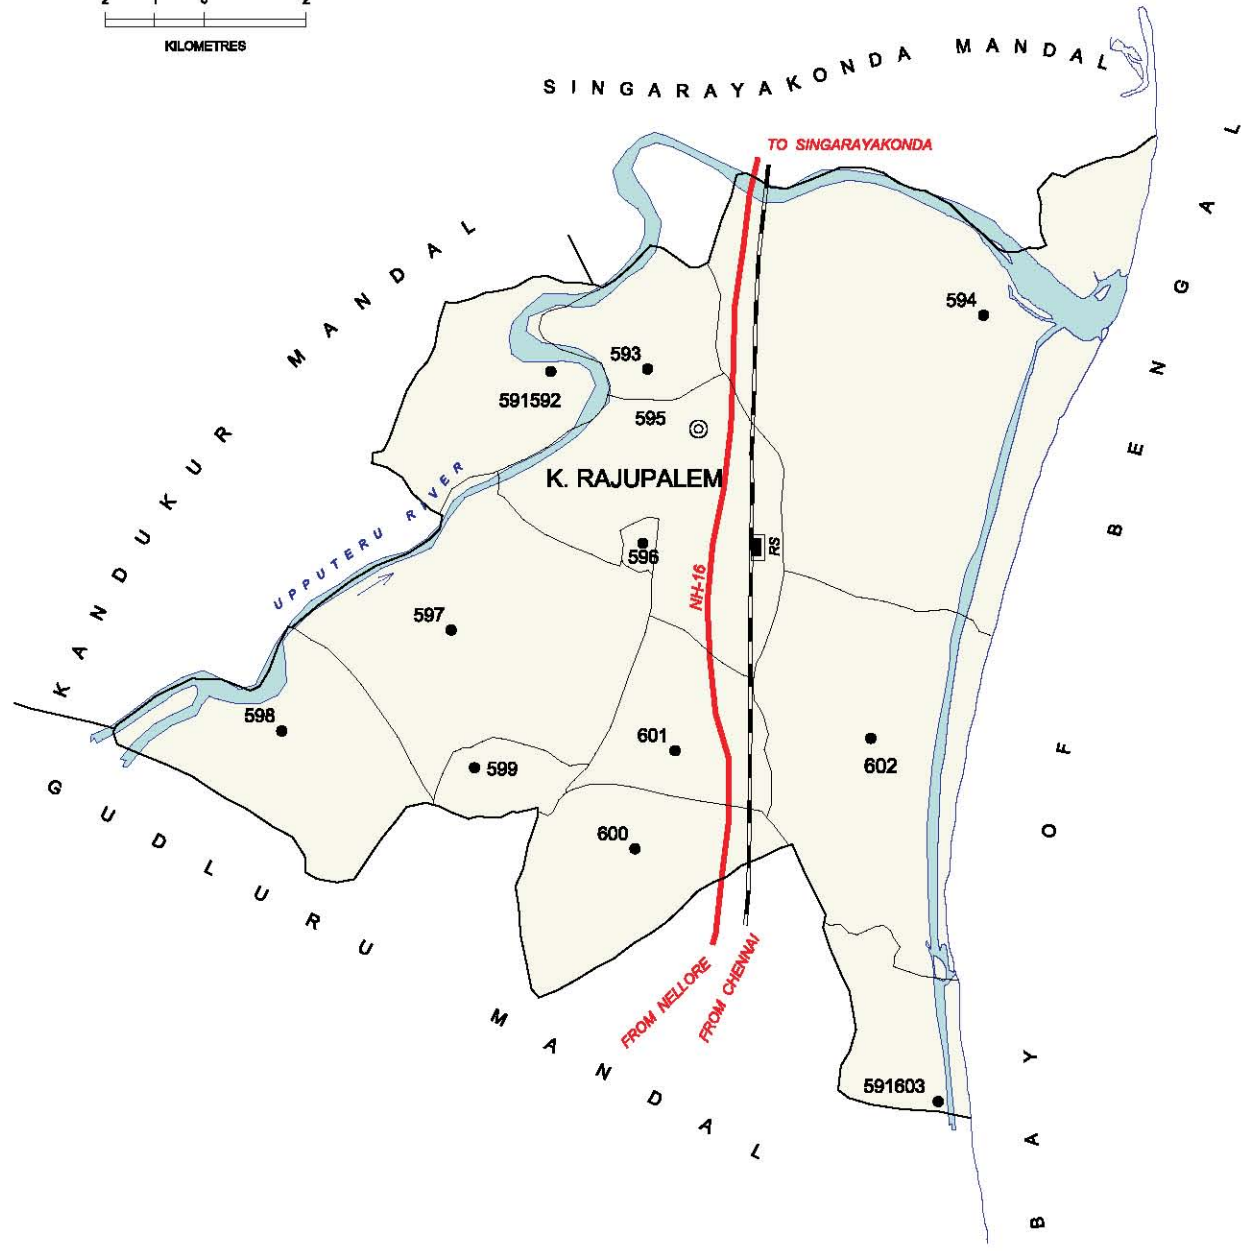 2 1 0 2
KILOMETRES
SINGARAYAKONDA MANDAL
TO SINGARAYAKONDA
KANDUKUR MANDAL
594
593
591592
595
K. RAJUPALEM
UPPUTERU RIVER
596
RS
NH-16
597
598
601
599
602
600
GUDLURU MANDAL
FROM NELLORE
FROM CHENNAI
591603
BAY OF BENGAL